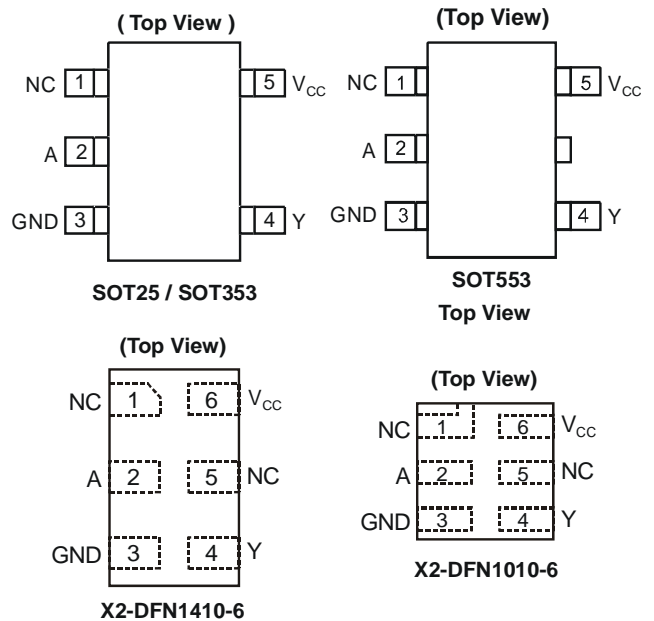 ( Top View )
NC 1 5 VCC
A 2
GND 3 4 Y
SOT25 / SOT353
(Top View)
NC 1 5 VCC
A 2
GND 3 4 Y
SOT553
Top View
(Top View)
NC 1 6 VCC
A 2 5 NC
GND 3 4 Y
X2-DFN1410-6
(Top View)
NC 1 6 VCC
A 2 5 NC
GND 3 4 Y
X2-DFN1010-6